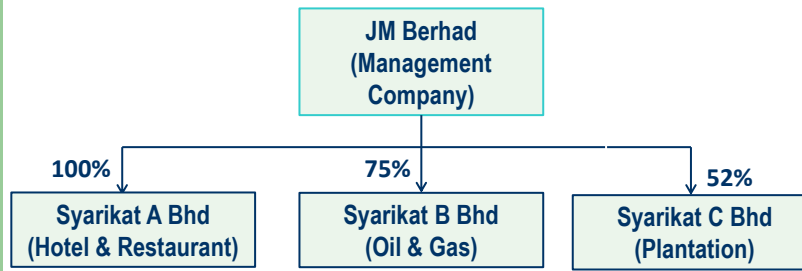 JM Berhad
(Management
Company)
100%
75%
52%
Syarikat A Bhd
(Hotel & Restaurant)
Syarikat B Bhd
(Oil & Gas)
Syarikat C Bhd
(Plantation)